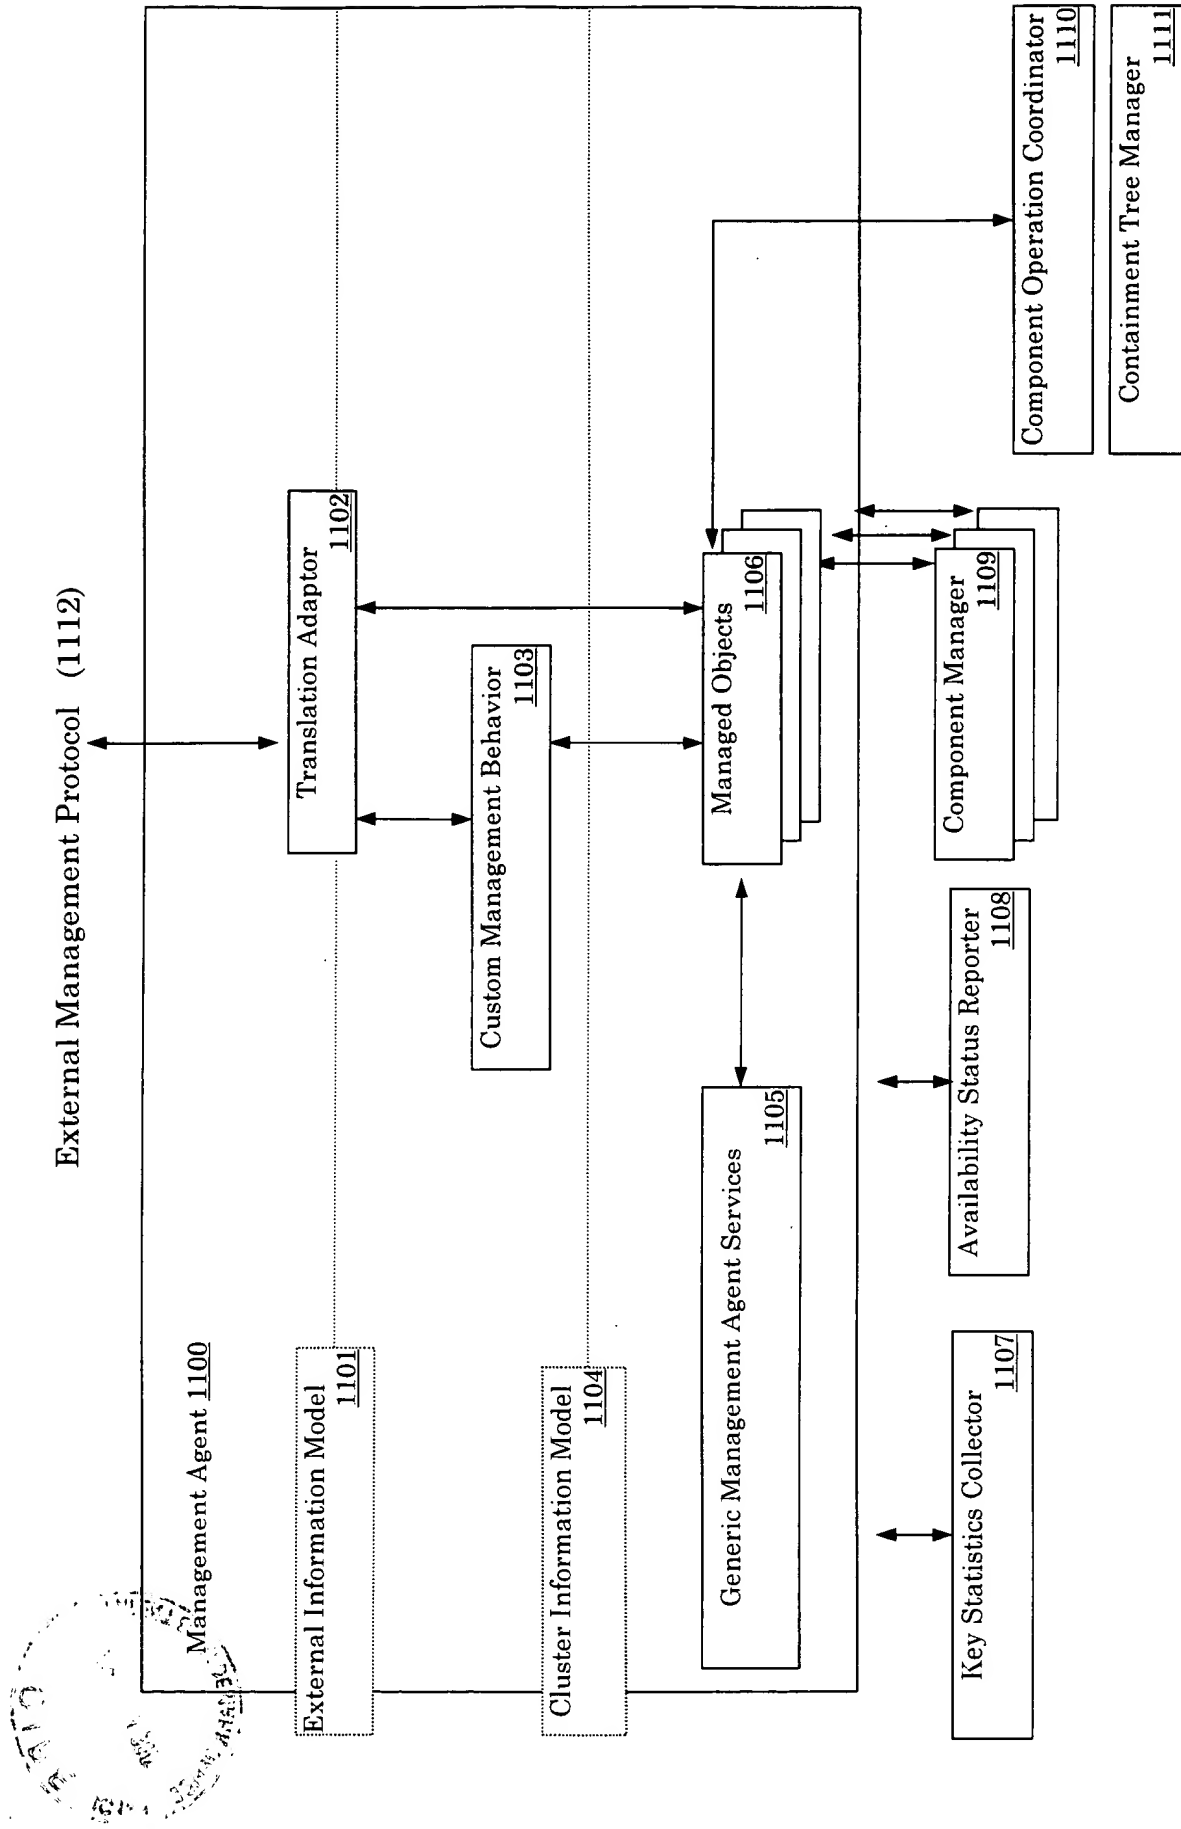 External Management Protocol (1112)
Management Agent 1100
External Information Model
1101
Translation Adaptor
1102
Custom Management Behavior
1103
Cluster Information Model
1104
Generic Management Agent Services
1105
Managed Objects
1106
Key Statistics Collector
1107
Availability Status Reporter
1108
Component Manager
1109
Component Operation Coordinator
1110
Containment Tree Manager
1111